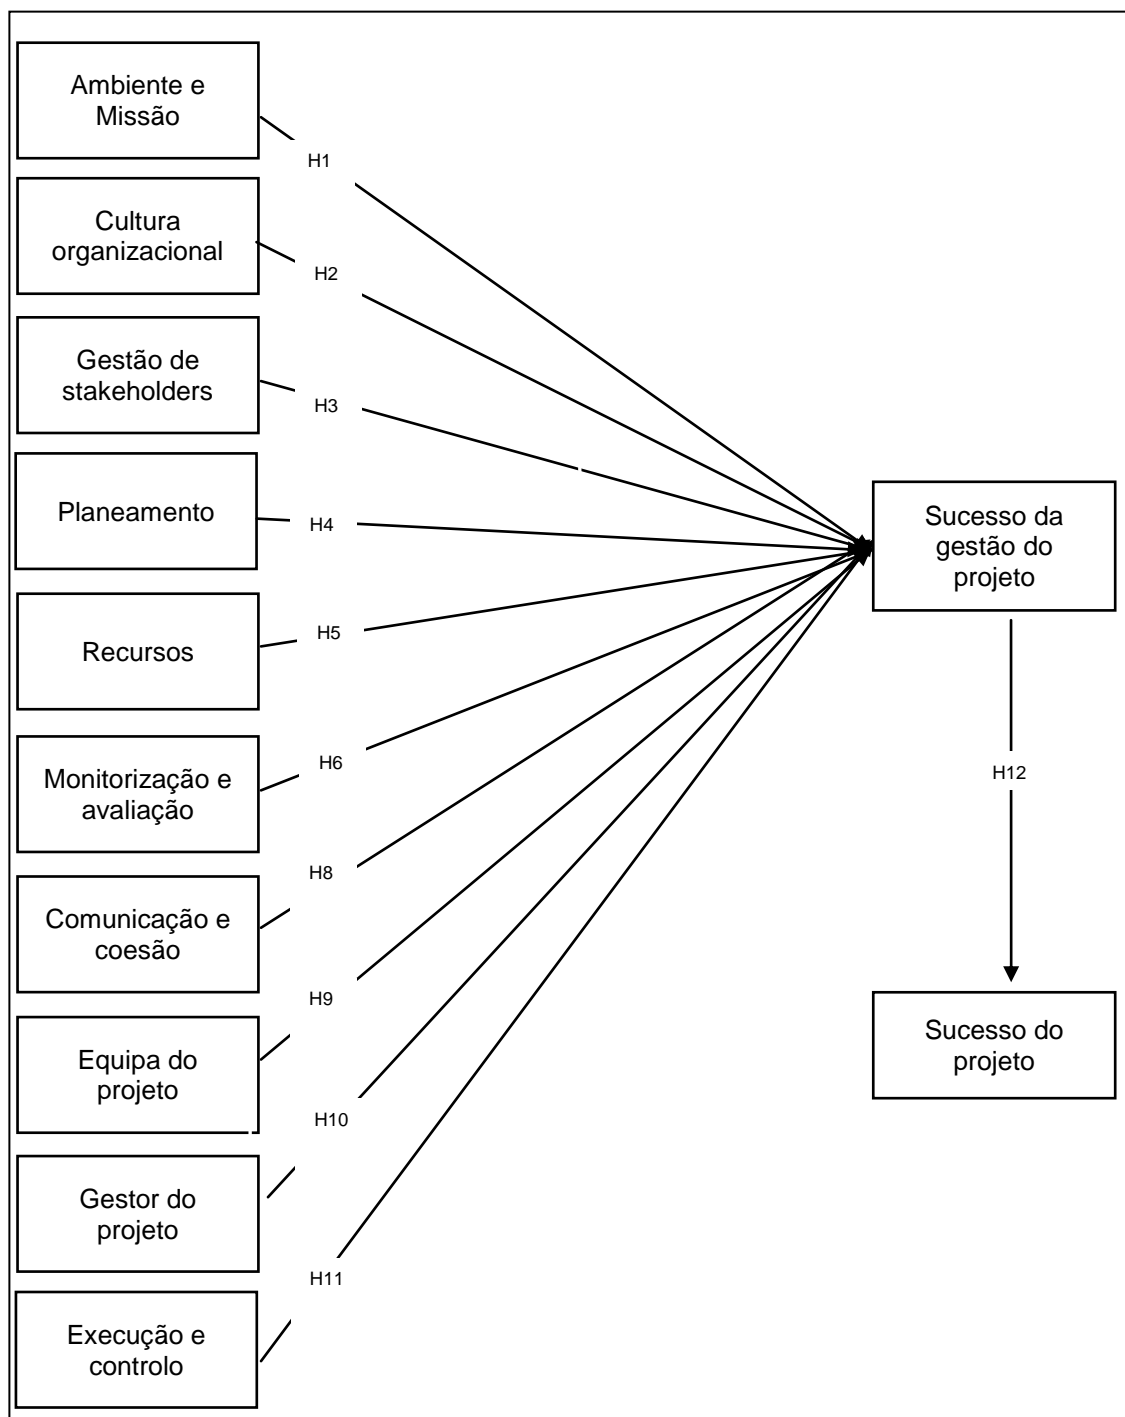 Ambiente e
Missão
H1
Cultura
organizacional
H2
Gestão de
stakeholders
H3
Planeamento
H4
Sucesso da
gestão do
projeto
Recursos
H5
Monitorização e
avaliação
H6
H12
Comunicação e
coesão
H8
Equipa do
projeto
H9
Sucesso do
projeto
Gestor do
projeto
H10
Execução e
controlo
H11